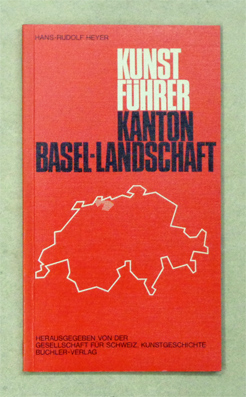 HANS-RUDOLF HEYER
KUNST
FÜHRER
KANTON
BASEL-LANDSCHAFT
HERAUSGEGEBEN VON DER
GESELLSCHAFT FÜR SCHWEIZ. KUNSTGESCHICHTE
BÜCHLER-VERLAG